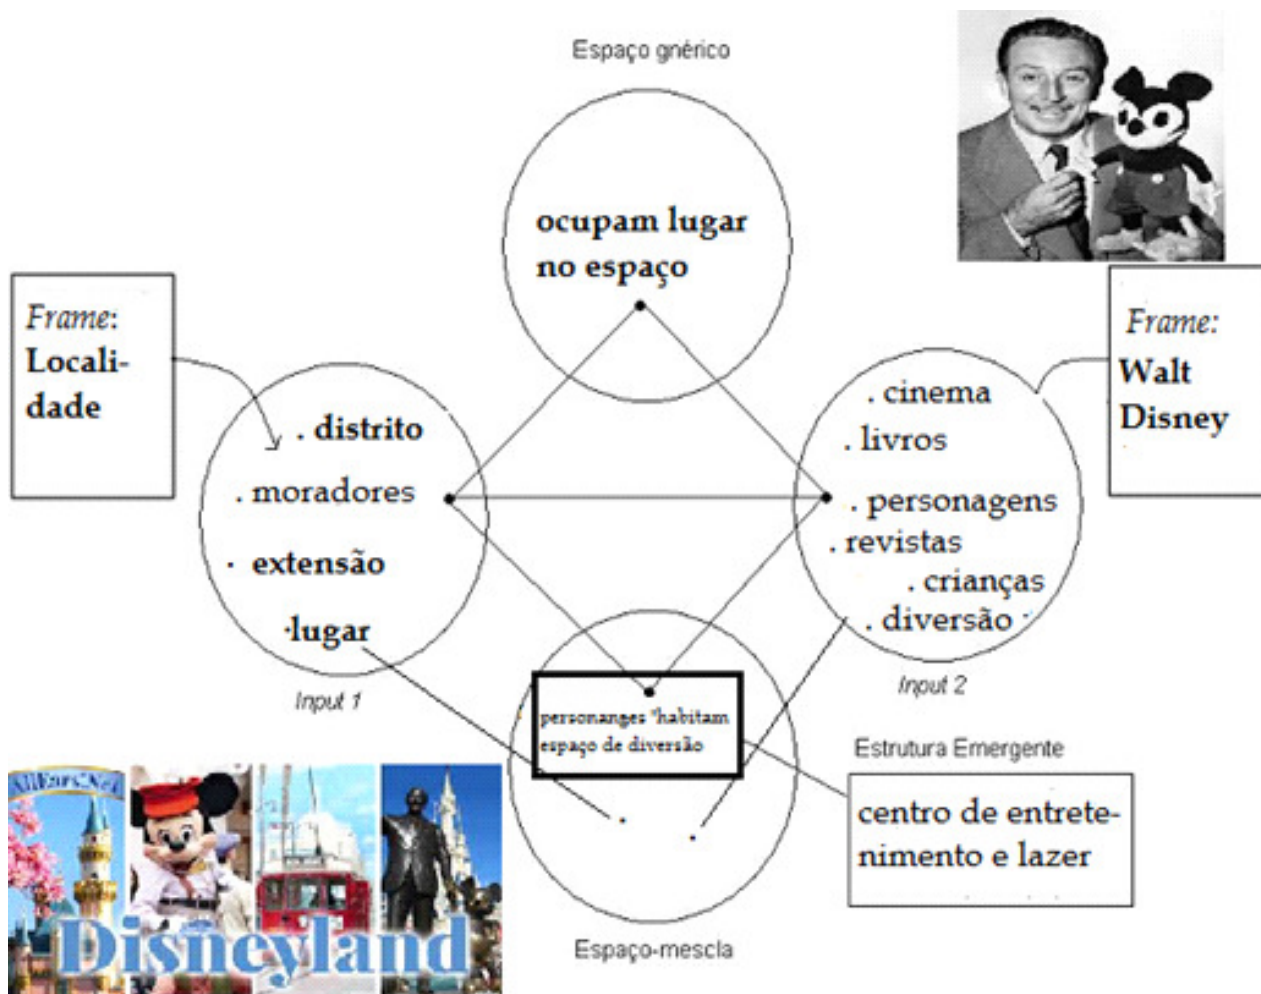 Espaço gnérico
ocupam lugar
no espaço
Frame:
Locali-
dade
Frame:
Walt
Disney
. distrito
. moradores
. extensão
.lugar
Input 1
. cinema
. livros
. personagens
. revistas
. crianças
. diversão
Input 2
personanges "habitam
espaço de diversão
Estrutura Emergente
centro de entrete-
nimento e lazer
AllEars.Net
Disneyland
Espaço-mescla